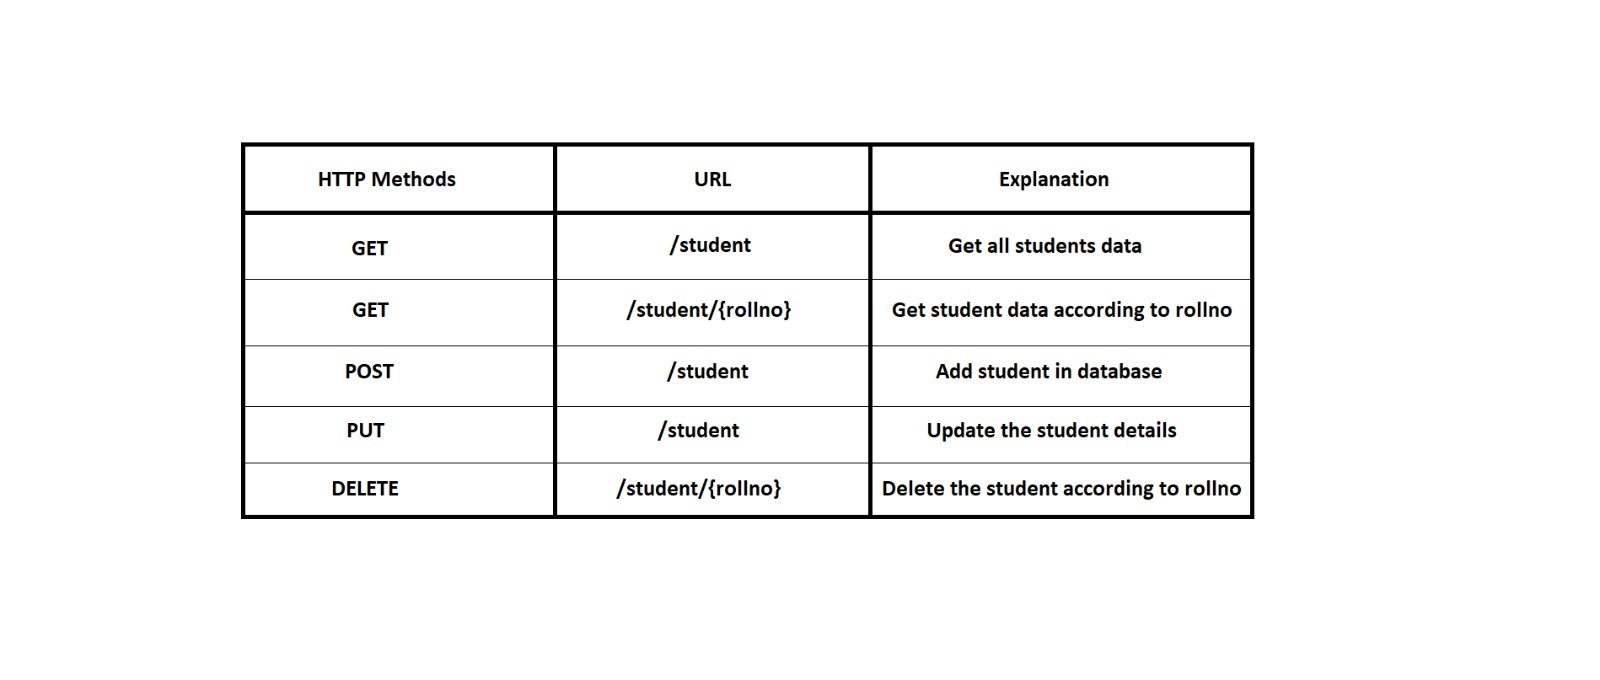 HTTP Methods URL Explanation
GET /student Get all students data
GET /student/{rollno} Get student data according to rollno
POST /student Add student in database
PUT /student Update the student details
DELETE /student/{rollno} Delete the student according to rollno